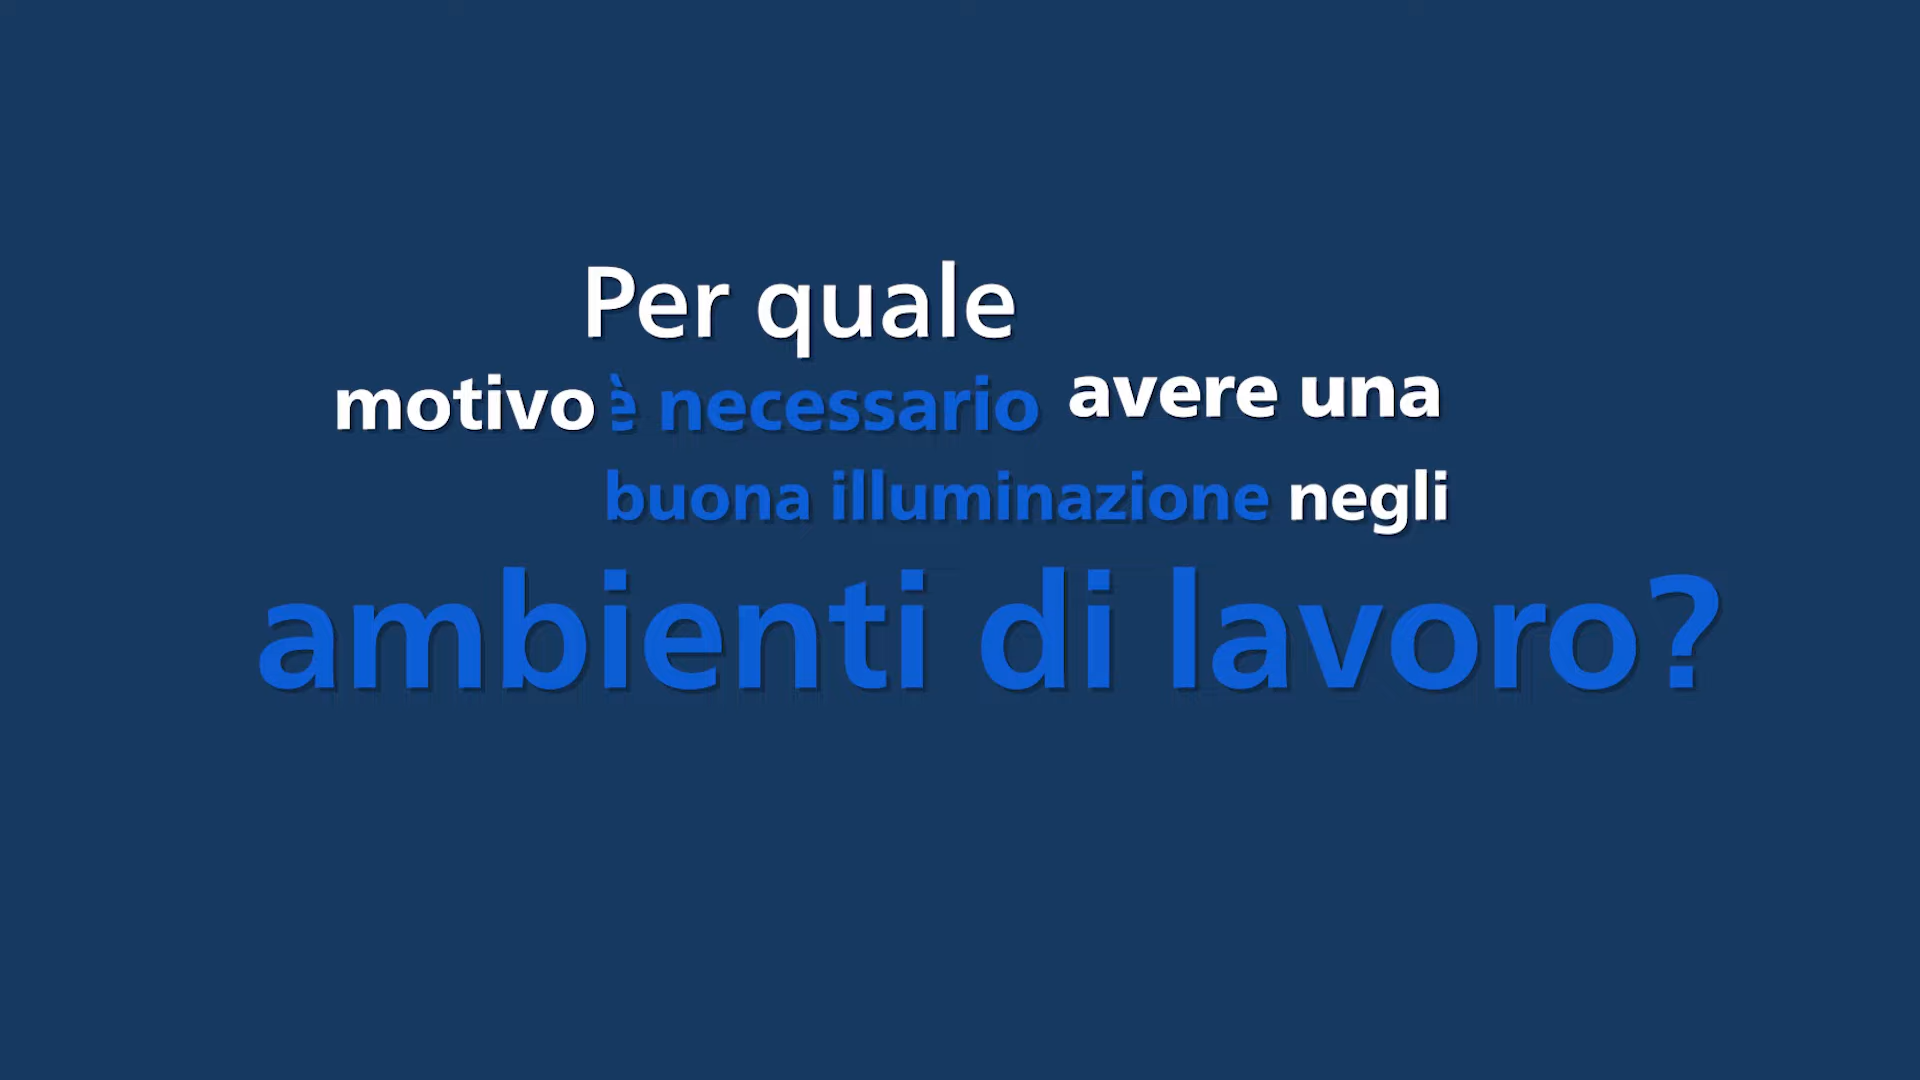 Per quale
motivo è necessario avere una
buona illuminazione negli
ambienti di lavoro?